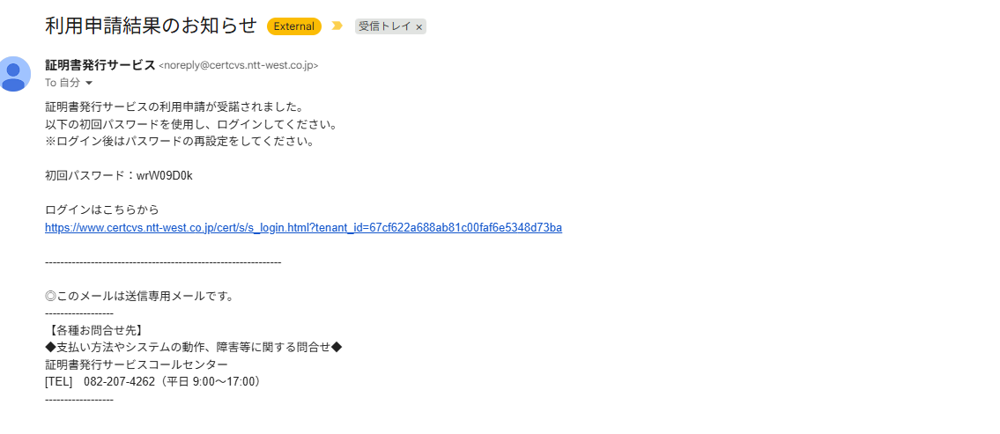 利用申請結果のお知らせ External 受信トレイ ×
証明書発行サービス <noreply@certcvs.ntt-west.co.jp>
To 自分
証明書発行サービスの利用申請が受諾されました。
以下の初回パスワードを使用し、ログインしてください。
※ログイン後はパスワードの再設定をしてください。
初回パスワード：wrW09D0k
ログインはこちらから
https://www.certcvs.ntt-west.co.jp/cert/s/s_login.html?tenant_id=67cf622a688ab81c00faf6e5348d73ba
--------------------------------------------------------------
◎このメールは送信専用メールです。
------------------
【各種お問合せ先】
◆支払い方法やシステムの動作、障害等に関する問合せ◆
証明書発行サービスコールセンター
[TEL]　082-207-4262（平日 9:00～17:00）
------------------